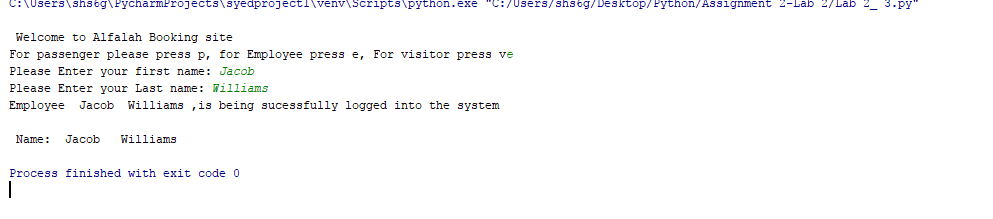 C:\Users\shs6g\PycharmProjects\syedproject1\venv\Scripts\python.exe "C:/Users/shs6g/Desktop/Python/Assignment 2-Lab 2/Lab 2_ 3.py"
Welcome to Alfalah Booking site
For passenger please press p, for Employee press e, For visitor press ve
Please Enter your first name: Jacob
Please Enter your Last name: Williams
Employee  Jacob  Williams ,is being sucessfully logged into the system
Name:  Jacob   Williams
Process finished with exit code 0